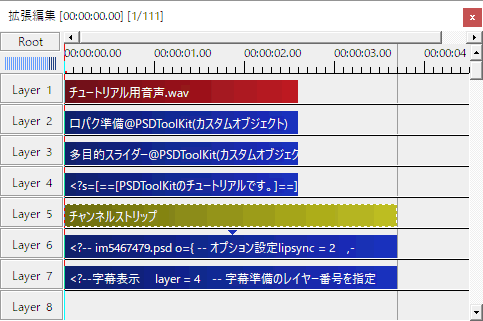 拡張編集 [00:00:00.00] [1/111]
Root
00:00:00.00 00:00:01.00 00:00:02.00 00:00:03.00 00:00:04
Layer 1 チュートリアル用音声.wav
Layer 2 口パク準備@PSDToolKit(カスタムオブジェクト)
Layer 3 多目的スライダー@PSDToolKit(カスタムオブジェク
Layer 4 <?s=[==[PSDToolKitのチュートリアルです。]==]
Layer 5 チャンネルストリップ
Layer 6 <?-- im5467479.psd o={ -- オプション設定lipsync = 2 ,-
Layer 7 <?--字幕表示 layer = 4 -- 字幕準備のレイヤー番号を指定
Layer 8